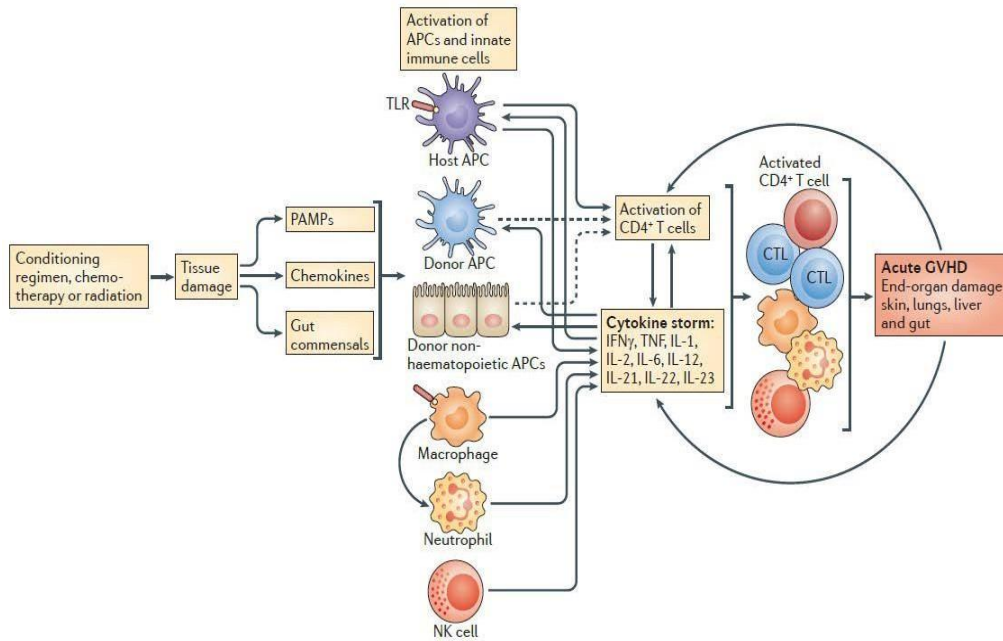 Activation of
APCs and innate
immune cells
TLR
Host APC
Donor APC
Donor non-
haematopoietic APCs
Macrophage
Neutrophil
NK cell
Conditioning
regimen, chemo-
therapy or radiation
Tissue
damage
PAMPs
Chemokines
Gut
commensals
Activation of
CD4⁺ T cells
Cytokine storm:
IFNγ, TNF, IL-1,
IL-2, IL-6, IL-12,
IL-21, IL-22, IL-23
Activated
CD4⁺ T cell
CTL
CTL
Acute GVHD
End-organ damage
skin, lungs, liver
and gut